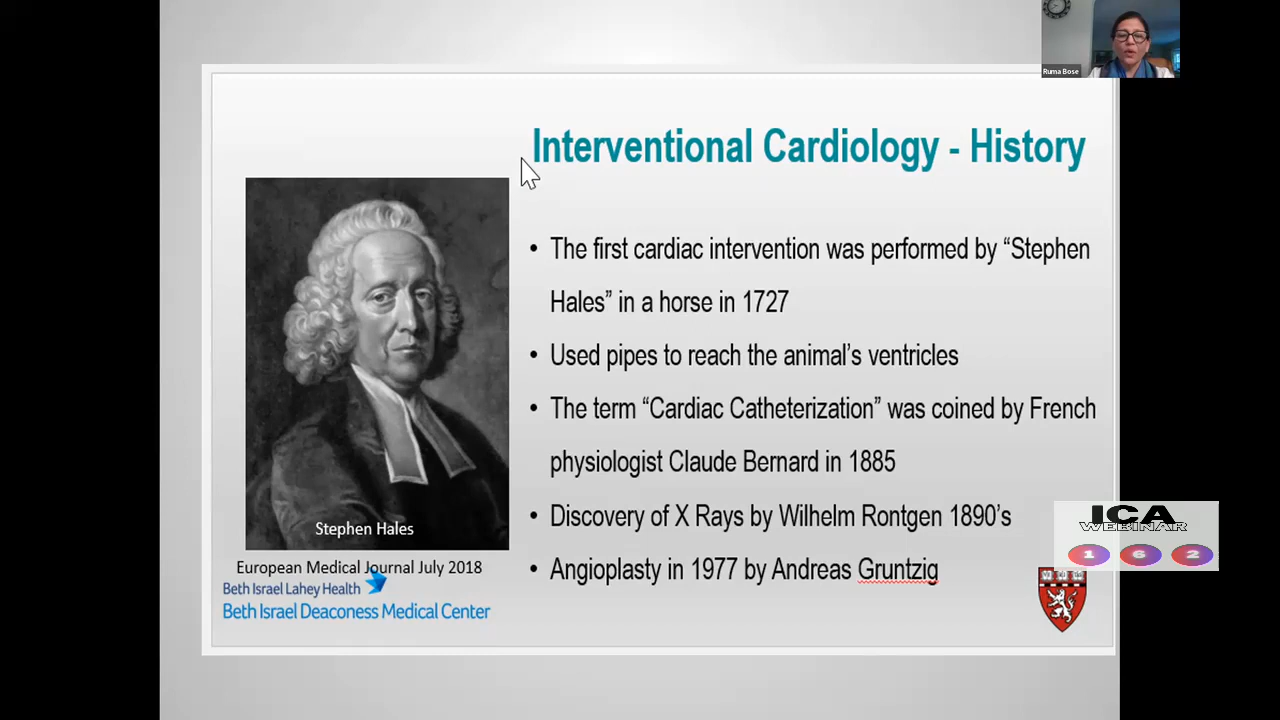 Ruma Bose
Interventional Cardiology - History
• The first cardiac intervention was performed by “Stephen
Hales” in a horse in 1727
• Used pipes to reach the animal’s ventricles
• The term “Cardiac Catheterization” was coined by French
physiologist Claude Bernard in 1885
• Discovery of X Rays by Wilhelm Rontgen 1890’s
• Angioplasty in 1977 by Andreas Gruntzig
Stephen Hales
European Medical Journal July 2018
Beth Israel Lahey Health
Beth Israel Deaconess Medical Center
ICA
WEBINAR
1 6 2